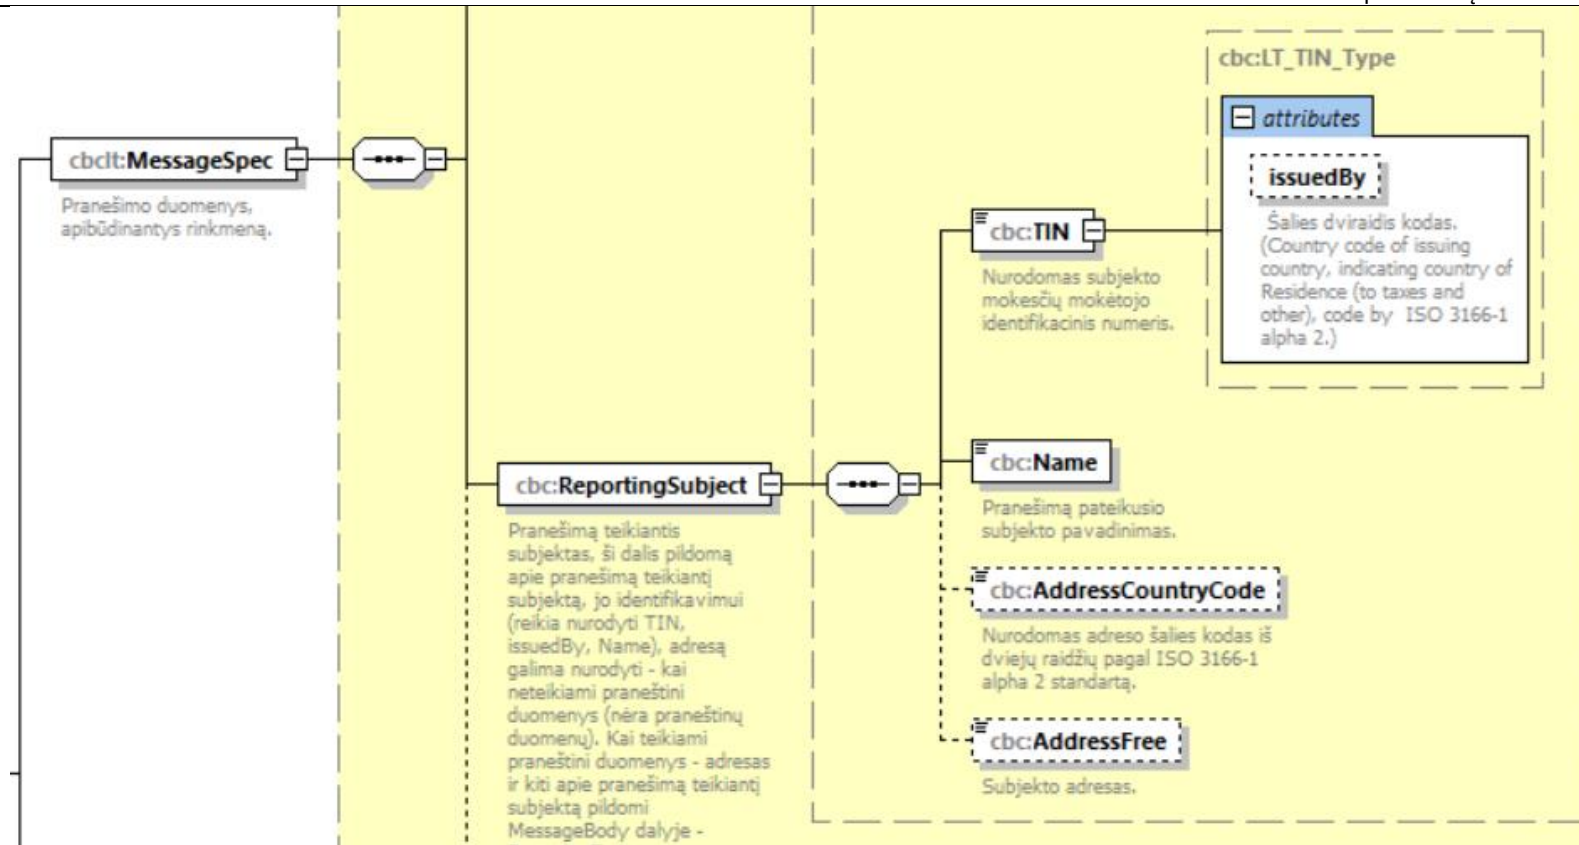 cbc:LT_TIN_Type
attributes
issuedBy
Šalies dviraidis kodas.
(Country code of issuing
country, indicating country of
Residence (to taxes and
other), code by ISO 3166-1
alpha 2.)
cbclt:MessageSpec
Pranešimo duomenys,
apibūdinantys rinkmeną.
cbc:TIN
Nurodomas subjekto
mokesčių mokėtojo
identifikacinis numeris.
cbc:ReportingSubject
Pranešimą teikiantis
subjektas, ši dalis pildomą
apie pranešimą teikiantį
subjektą, jo identifikavimui
(reikia nurodyti TIN,
issuedBy, Name), adresą
galima nurodyti - kai
neteikiami praneštini
duomenys (nėra praneštinų
duomenų). Kai teikiami
praneštini duomenys - adresas
ir kiti apie pranešimą teikiantį
subjektą pildomi
MessageBody dalyje -
cbc:Name
Pranešimą pateikusio
subjekto pavadinimas.
cbc:AddressCountryCode
Nurodomas adreso šalies kodas iš
dviejų raidžių pagal ISO 3166-1
alpha 2 standartą.
cbc:AddressFree
Subjekto adresas.